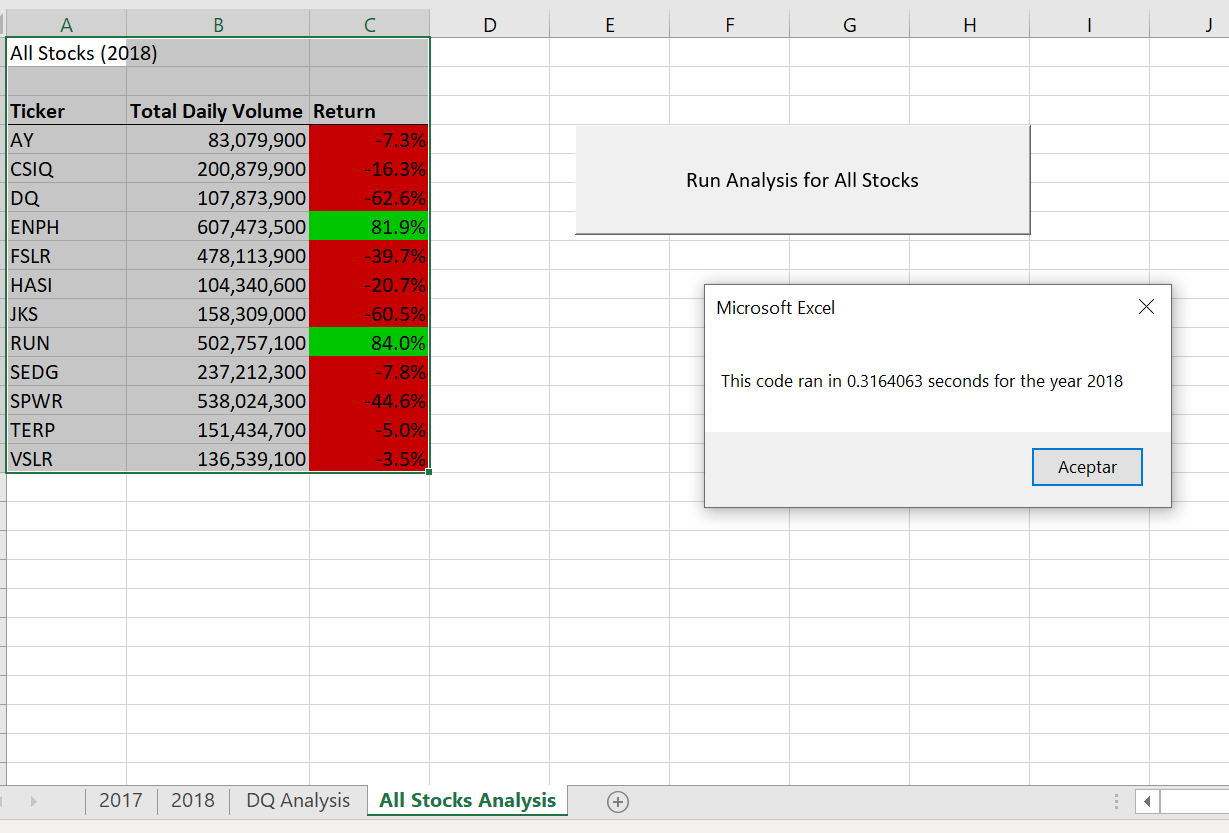 A B C D E F G H I J
All Stocks (2018)
Ticker Total Daily Volume Return
AY 83,079,900 -7.3%
CSIQ 200,879,900 -16.3%
DQ 107,873,900 -62.6%
ENPH 607,473,500 81.9%
FSLR 478,113,900 -39.7%
HASI 104,340,600 -20.7%
JKS 158,309,000 -60.5%
RUN 502,757,100 84.0%
SEDG 237,212,300 -7.8%
SPWR 538,024,300 -44.6%
TERP 151,434,700 -5.0%
VSLR 136,539,100 -3.5%
Run Analysis for All Stocks
Microsoft Excel
This code ran in 0.3164063 seconds for the year 2018
Aceptar
2017 2018 DQ Analysis All Stocks Analysis